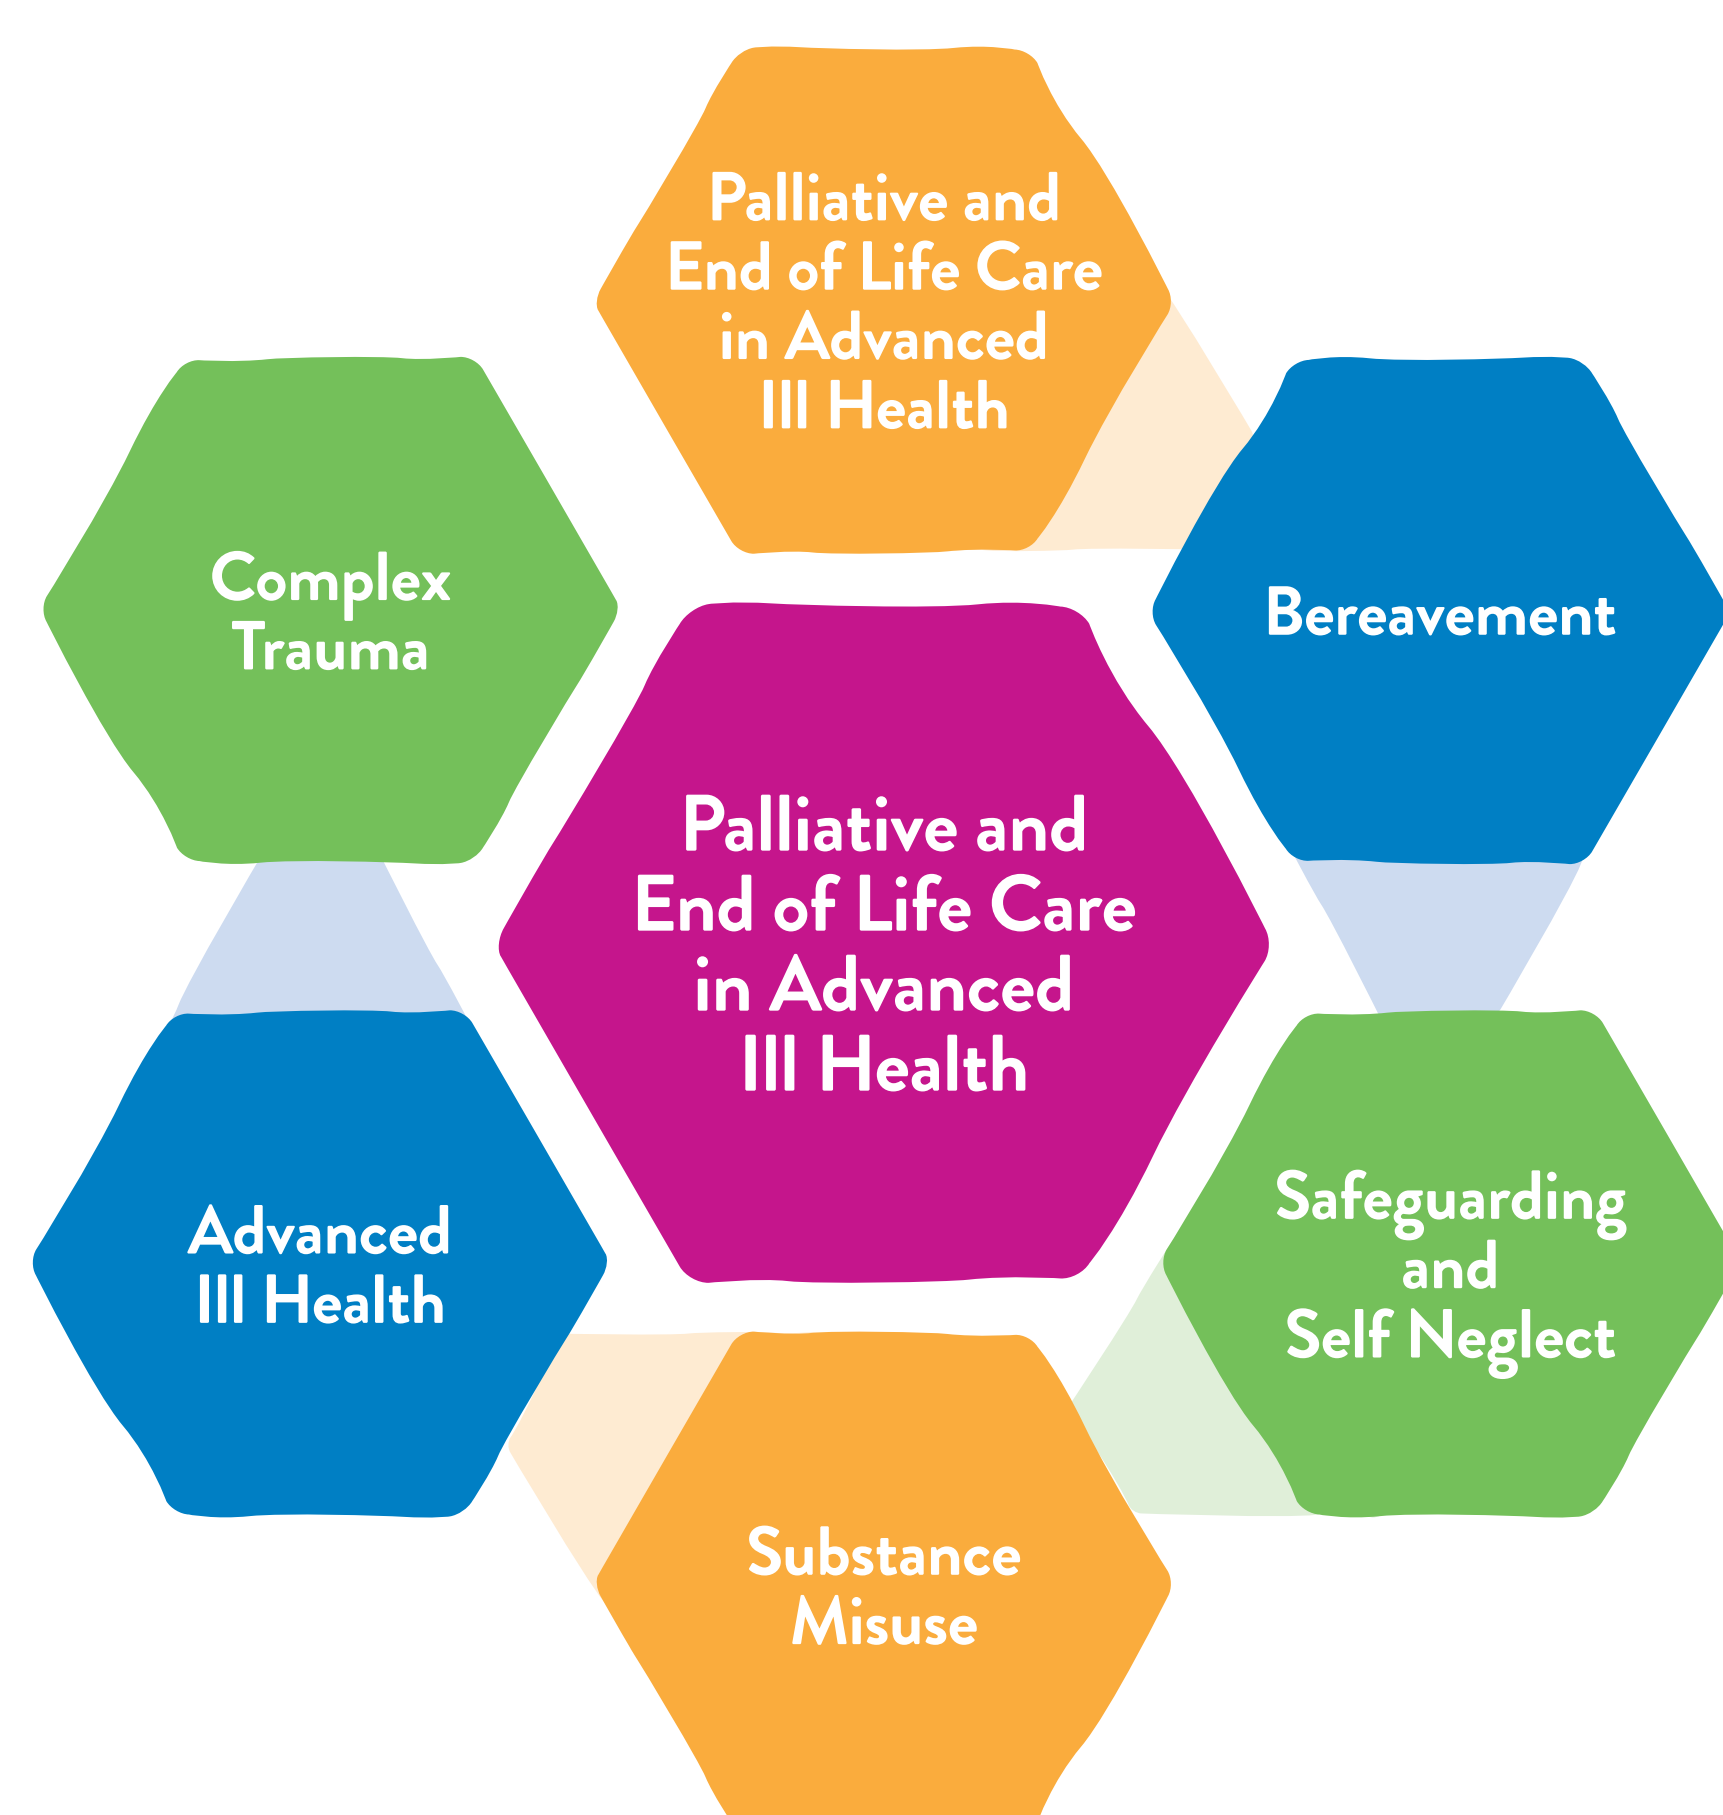 Palliative and
End of Life Care
in Advanced
Ill Health
Complex
Trauma
Bereavement
Palliative and
End of Life Care
in Advanced
Ill Health
Advanced
Ill Health
Safeguarding
and
Self Neglect
Substance
Misuse